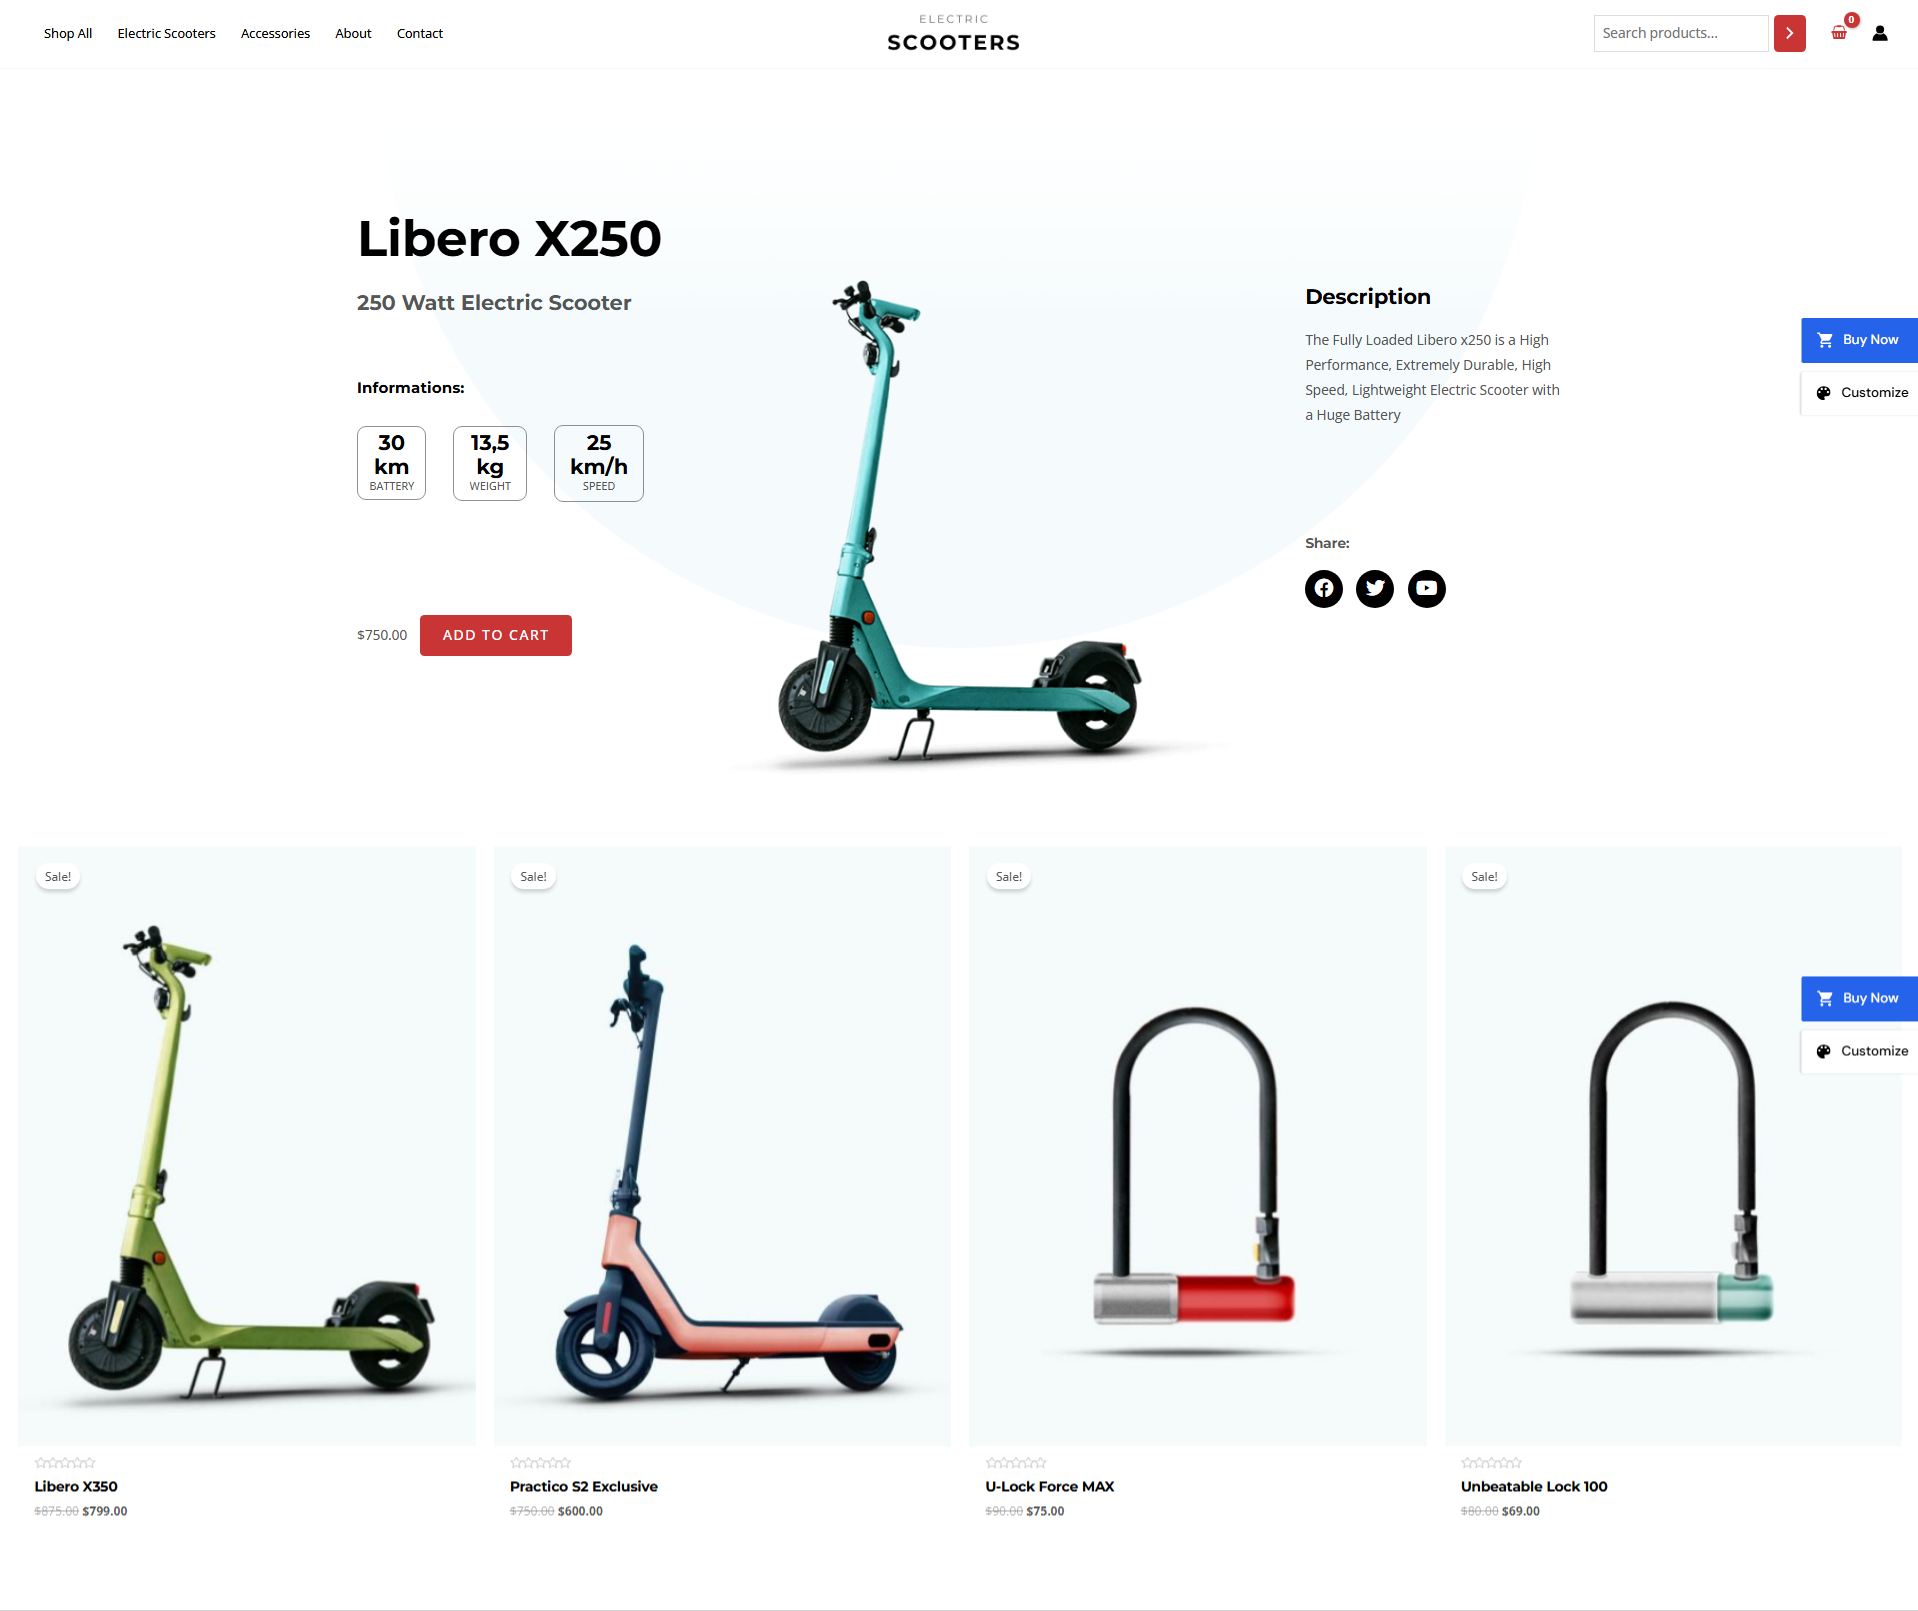 Shop All
Electric Scooters
Accessories
About
Contact
ELECTRIC
SCOOTERS
Search products...
0
Libero X250
250 Watt Electric Scooter
Informations:
30
km
BATTERY
13,5
kg
WEIGHT
25
km/h
SPEED
$750.00
ADD TO CART
Description
The Fully Loaded Libero x250 is a High
Performance, Extremely Durable, High
Speed, Lightweight Electric Scooter with
a Huge Battery
Share:
Buy Now
Customize
Sale!
Sale!
Sale!
Sale!
Buy Now
Customize
Libero X350
$875.00 $799.00
Practico S2 Exclusive
$750.00 $600.00
U-Lock Force MAX
$90.00 $75.00
Unbeatable Lock 100
$80.00 $69.00